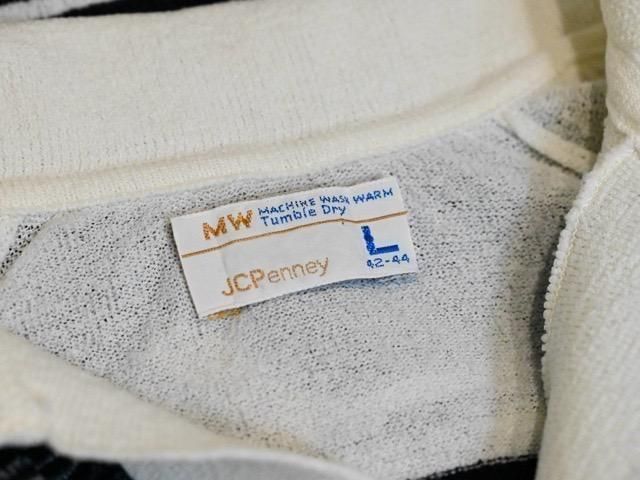 MW MACHINE WASH WARM
Tumble Dry
L
JCPenney
42-44